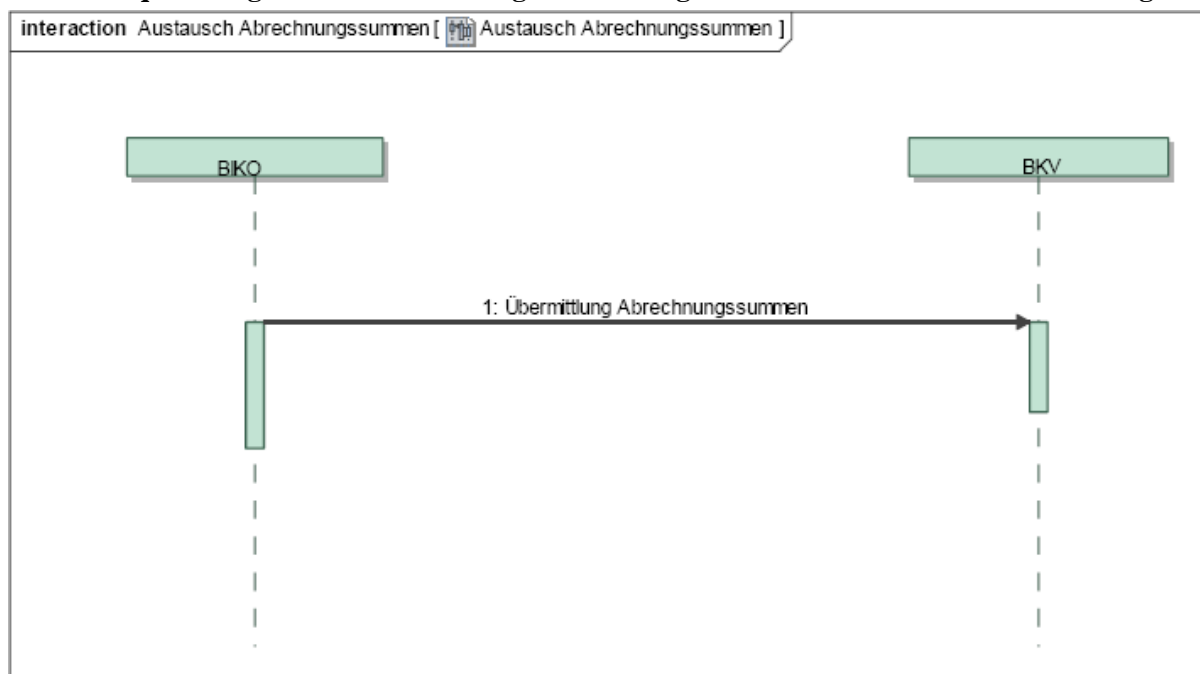 interaction Austausch Abrechnungssummen [ Austausch Abrechnungssummen ]
BIKO
BKV
1: Übermittlung Abrechnungssummen